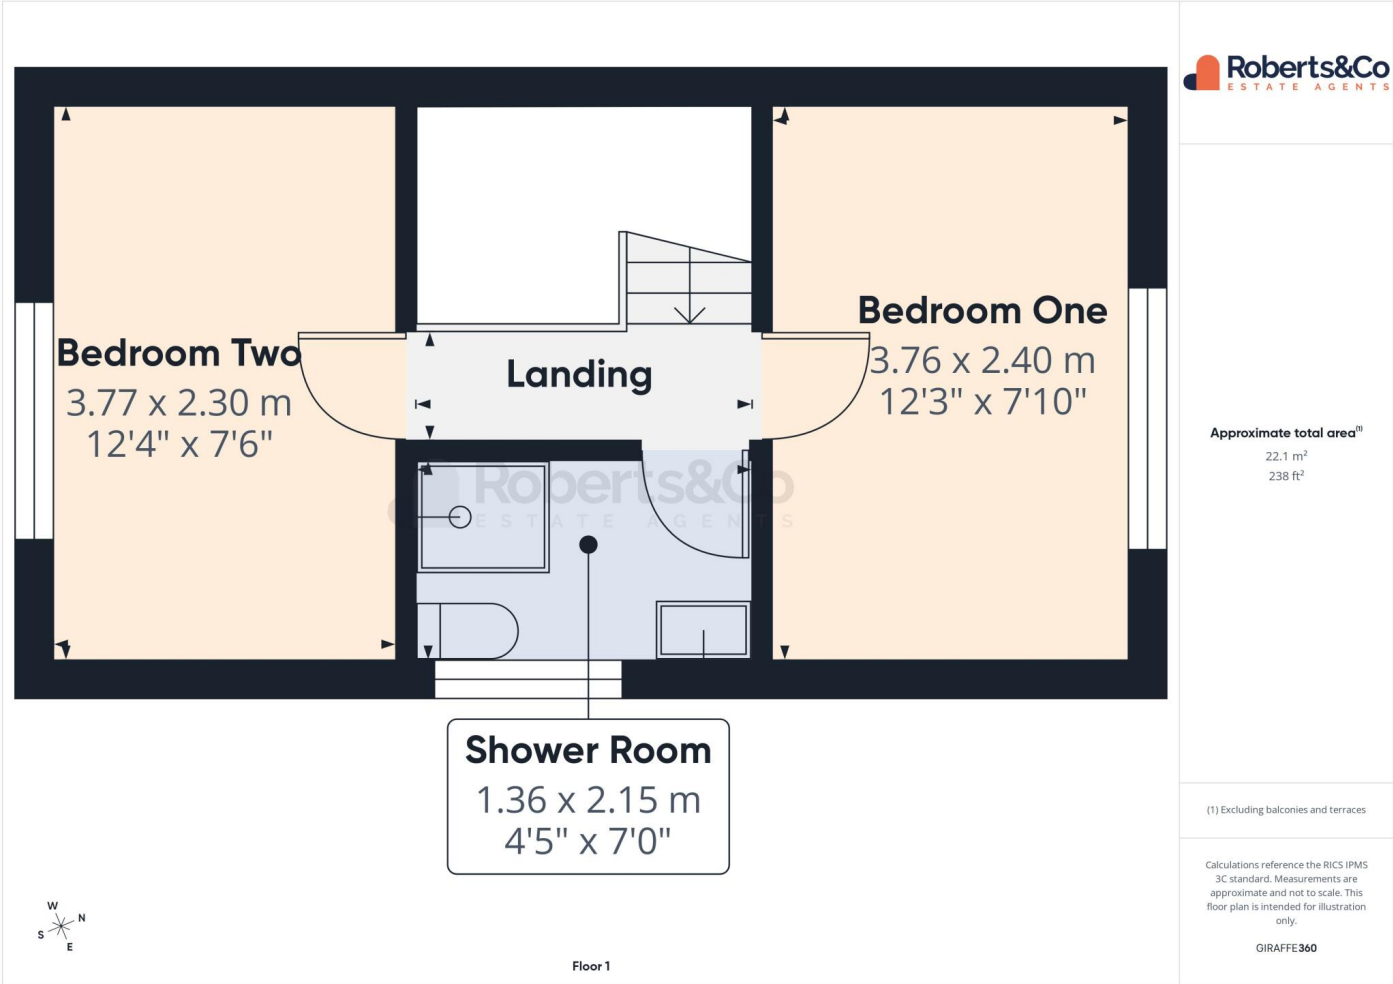 Roberts&Co
ESTATE AGENTS
Bedroom Two
3.77 x 2.30 m
12'4" x 7'6"
Landing
Bedroom One
3.76 x 2.40 m
12'3" x 7'10"
Roberts&Co
ESTATE AGENTS
Shower Room
1.36 x 2.15 m
4'5" x 7'0"
Approximate total area(1)
22.1 m²
238 ft²
(1) Excluding balconies and terraces
Calculations reference the RICS IPMS
3C standard. Measurements are
approximate and not to scale. This
floor plan is intended for illustration
only.
GIRAFFE360
W
N
S
E
Floor 1